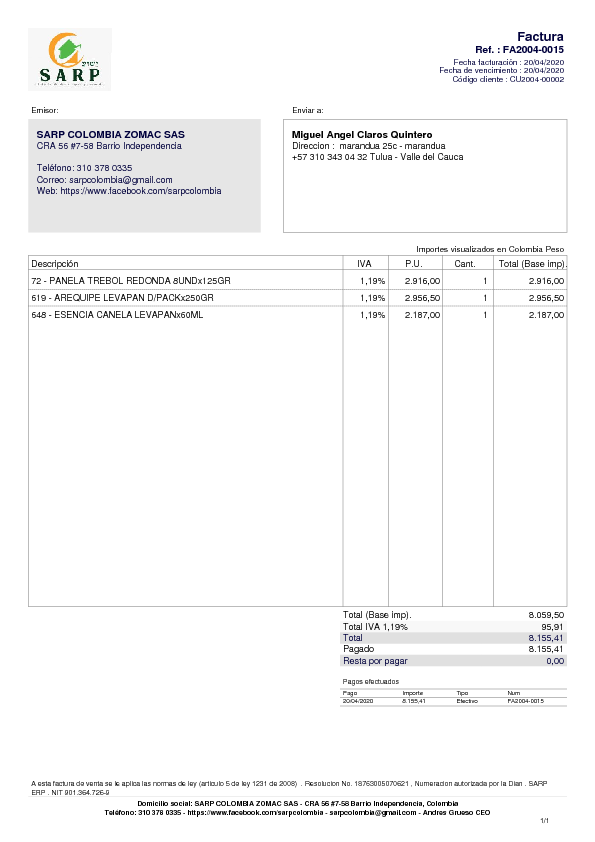 SARP
Factura
Ref. : FA2004-0015
Fecha facturación : 20/04/2020
Fecha de vencimiento : 20/04/2020
Código cliente : CU2004-00002
Emisor:
SARP COLOMBIA ZOMAC SAS
CRA 56 #7-58 Barrio Independencia
Teléfono: 310 378 0335
Correo: sarpcolombia@gmail.com
Web: https://www.facebook.com/sarpcolombia
Enviar a:
Miguel Angel Claros Quintero
Direccion : marandua 25c - marandua
+57 310 343 04 32 Tulua - Valle del Cauca
Importes visualizados en Colombia Peso
Descripción IVA P.U. Cant. Total (Base imp).
72 - PANELA TREBOL REDONDA 8UNDx125GR 1,19% 2.916,00 1 2.916,00
619 - AREQUIPE LEVAPAN D/PACKx250GR 1,19% 2.956,50 1 2.956,50
648 - ESENCIA CANELA LEVAPANx60ML 1,19% 2.187,00 1 2.187,00
Total (Base imp). 8.059,50
Total IVA 1,19% 95,91
Total 8.155,41
Pagado 8.155,41
Resta por pagar 0,00
Pagos efectuados
Pago Importe Tipo Num
20/04/2020 8.155,41 Efectivo FA2004-0015
A esta factura de venta se le aplica las normas de ley (artículo 5 de ley 1231 de 2008) . Resolucion No. 18763005070621 , Numeracion autorizada por la Dian . SARP
ERP . NIT 901.364.726-9
Domicilio social: SARP COLOMBIA ZOMAC SAS - CRA 56 #7-58 Barrio Independencia, Colombia
Teléfono: 310 378 0335 - https://www.facebook.com/sarpcolombia - sarpcolombia@gmail.com - Andres Grueso CEO
1/1